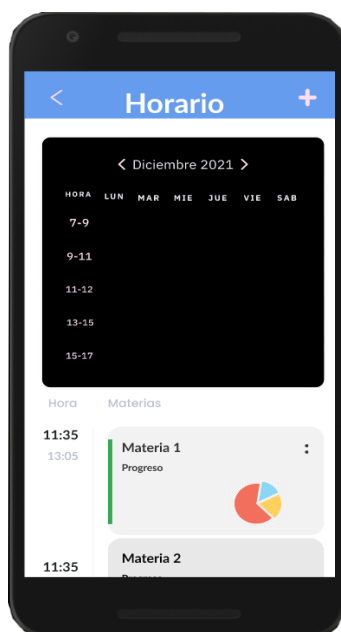 Horario
Diciembre 2021
HORA LUN MAR MIE JUE VIE SAB
7-9
9-11
11-12
13-15
15-17
Hora Materias
11:35
13:05
Materia 1
Progreso
11:35
Materia 2